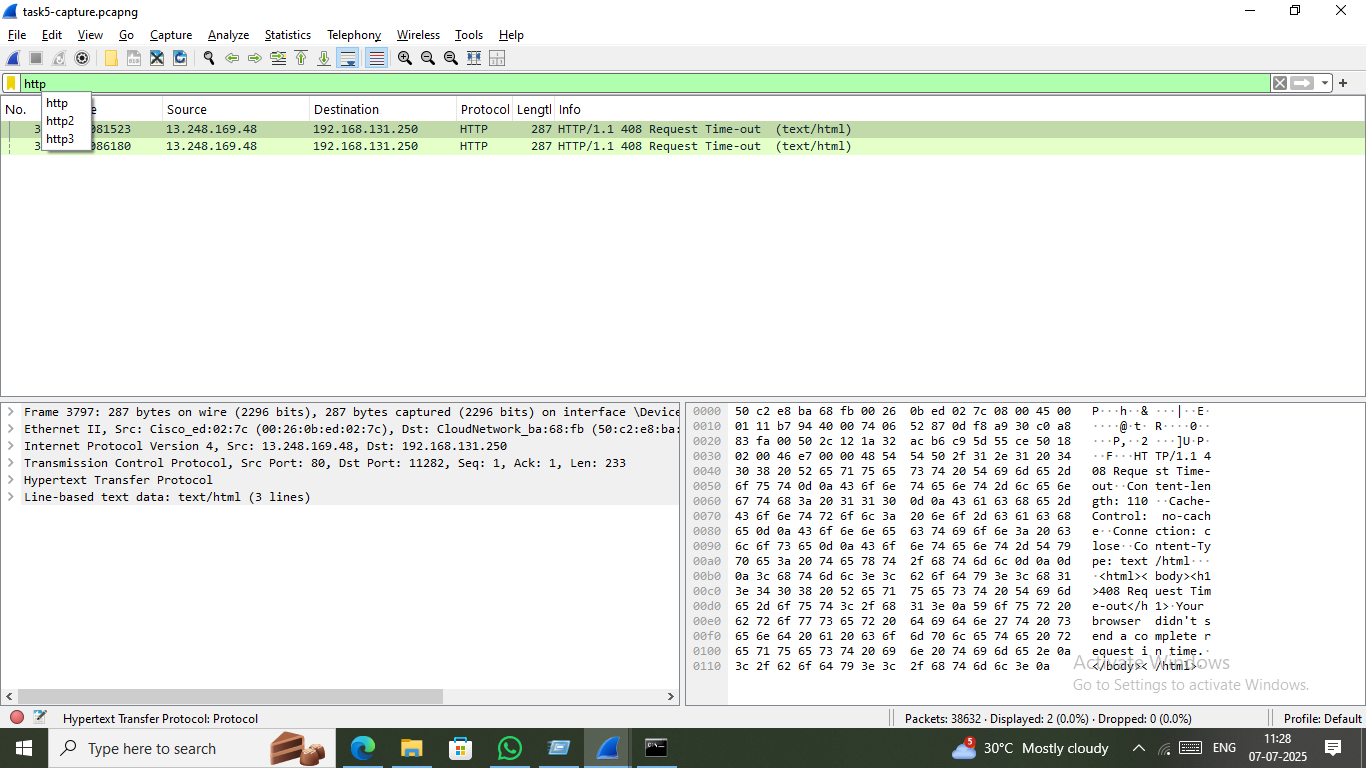 task5-capture.pcapng
File Edit View Go Capture Analyze Statistics Telephony Wireless Tools Help
http
http
http2
http3
No. e Source Destination Protocol Lengtl Info
3 081523 13.248.169.48 192.168.131.250 HTTP 287 HTTP/1.1 408 Request Time-out (text/html)
3 086180 13.248.169.48 192.168.131.250 HTTP 287 HTTP/1.1 408 Request Time-out (text/html)
Frame 3797: 287 bytes on wire (2296 bits), 287 bytes captured (2296 bits) on interface \Device
Ethernet II, Src: Cisco_ed:02:7c (00:26:0b:ed:02:7c), Dst: CloudNetwork_ba:68:fb (50:c2:e8:ba:
Internet Protocol Version 4, Src: 13.248.169.48, Dst: 192.168.131.250
Transmission Control Protocol, Src Port: 80, Dst Port: 11282, Seq: 1, Ack: 1, Len: 233
Hypertext Transfer Protocol
Line-based text data: text/html (3 lines)
0000 50 c2 e8 ba 68 fb 00 26 0b ed 02 7c 08 00 45 00 P···h··& ···|··E·
0010 01 11 b7 94 40 00 74 06 52 87 0d f8 a9 30 c0 a8 ····@·t· R····0··
0020 83 fa 00 50 2c 12 1a 32 ac b6 c9 5d 55 ce 50 18 ···P,··2 ···]U·P·
0030 02 00 46 e7 00 00 48 54 54 50 2f 31 2e 31 20 34 ··F···HT TP/1.1 4
0040 30 38 20 52 65 71 75 65 73 74 20 54 69 6d 65 2d 08 Reque st Time-
0050 6f 75 74 0d 0a 43 6f 6e 74 65 6e 74 2d 6c 65 6e out··Con tent-len
0060 67 74 68 3a 20 31 31 30 0d 0a 43 61 63 68 65 2d gth: 110 ··Cache-
0070 43 6f 6e 74 72 6f 6c 3a 20 6e 6f 2d 63 61 63 68 Control: no-cach
0080 65 0d 0a 43 6f 6e 6e 65 63 74 69 6f 6e 3a 20 63 e··Conne ction: c
0090 6c 6f 73 65 0d 0a 43 6f 6e 74 65 6e 74 2d 54 79 lose··Co ntent-Ty
00a0 70 65 3a 20 74 65 78 74 2f 68 74 6d 6c 0d 0a 0d pe: text /html···
00b0 0a 3c 68 74 6d 6c 3e 3c 62 6f 64 79 3e 3c 68 31 ·<html>< body><h1
00c0 3e 34 30 38 20 52 65 71 75 65 73 74 20 54 69 6d >408 Req uest Tim
00d0 65 2d 6f 75 74 3c 2f 68 31 3e 0a 59 6f 75 72 20 e-out</h 1>·Your
00e0 62 72 6f 77 73 65 72 20 64 69 64 6e 27 74 20 73 browser didn't s
00f0 65 6e 64 20 61 20 63 6f 6d 70 6c 65 74 65 20 72 end a co mplete r
0100 65 71 75 65 73 74 20 69 6e 20 74 69 6d 65 2e 0a equest i n time.·
0110 3c 2f 62 6f 64 79 3e 3c 2f 68 74 6d 6c 3e 0a </body>< /html>·
Activate Windows
Go to Settings to activate Windows.
Hypertext Transfer Protocol: Protocol Packets: 38632 · Displayed: 2 (0.0%) · Dropped: 0 (0.0%) Profile: Default
Type here to search 5 30°C Mostly cloudy ENG 11:28
07-07-2025